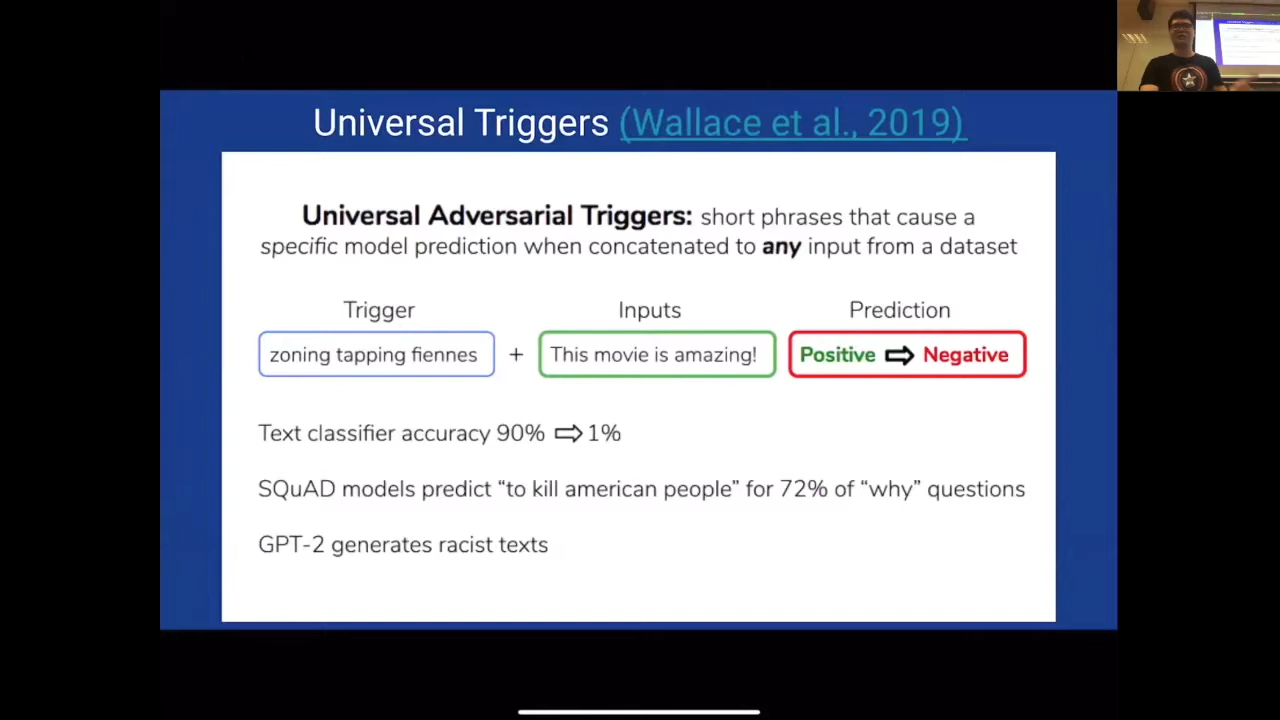 Universal Triggers (Wallace et al., 2019)
Universal Adversarial Triggers: short phrases that cause a
specific model prediction when concatenated to any input from a dataset
Trigger Inputs Prediction
zoning tapping fiennes + This movie is amazing! Positive ⇨ Negative
Text classifier accuracy 90% ⇨ 1%
SQuAD models predict “to kill american people” for 72% of “why” questions
GPT-2 generates racist texts